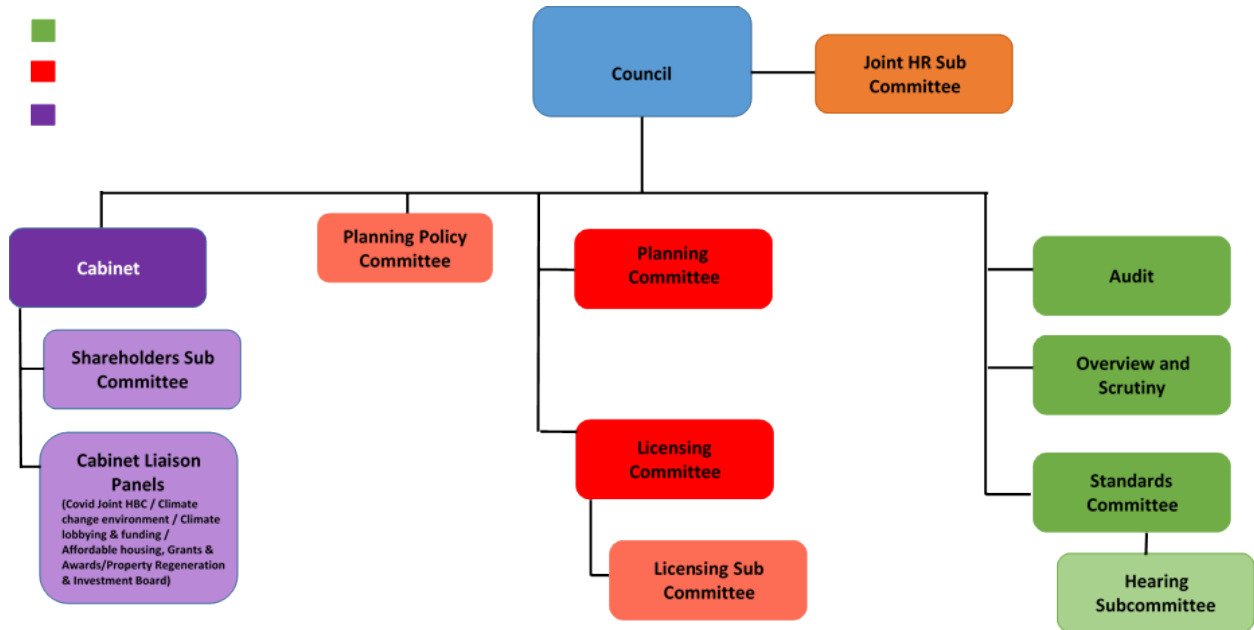 Council
Joint HR Sub
Committee
Cabinet
Planning Policy
Committee
Planning
Committee
Audit
Shareholders Sub
Committee
Overview and
Scrutiny
Cabinet Liaison
Panels
(Covid Joint HBC / Climate
change environment / Climate
lobbying & funding /
Affordable housing, Grants &
Awards/Property Regeneration
& Investment Board)
Licensing
Committee
Standards
Committee
Licensing Sub
Committee
Hearing
Subcommittee